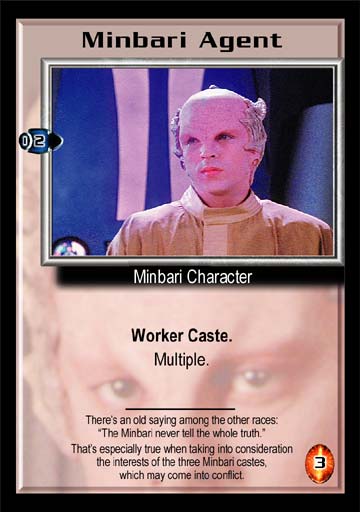 Minbari Agent
D 2
Minbari Character
Worker Caste.
Multiple.
There's an old saying among the other races:
"The Minbari never tell the whole truth."
That's especially true when taking into consideration
the interests of the three Minbari castes,
which may come into conflict.
3